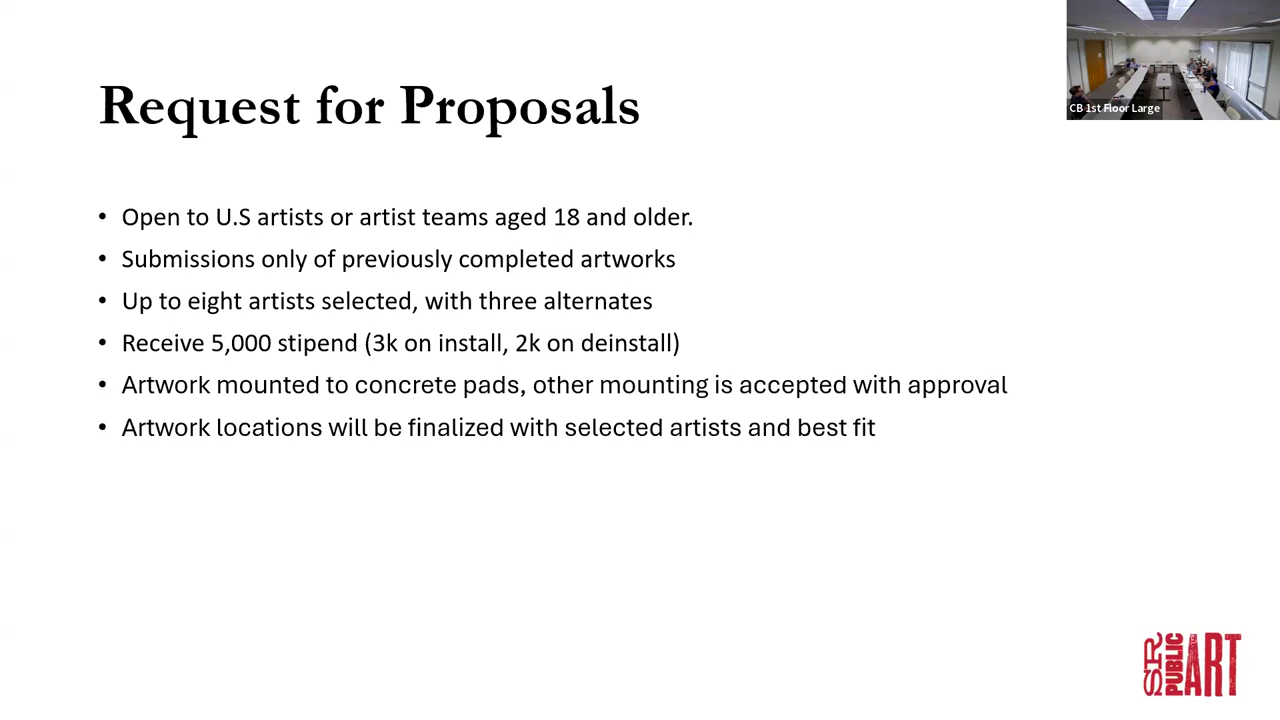 CB 1st Floor Large
Request for Proposals
• Open to U.S artists or artist teams aged 18 and older.
• Submissions only of previously completed artworks
• Up to eight artists selected, with three alternates
• Receive 5,000 stipend (3k on install, 2k on deinstall)
• Artwork mounted to concrete pads, other mounting is accepted with approval
• Artwork locations will be finalized with selected artists and best fit
SR
PUBLIC
ART